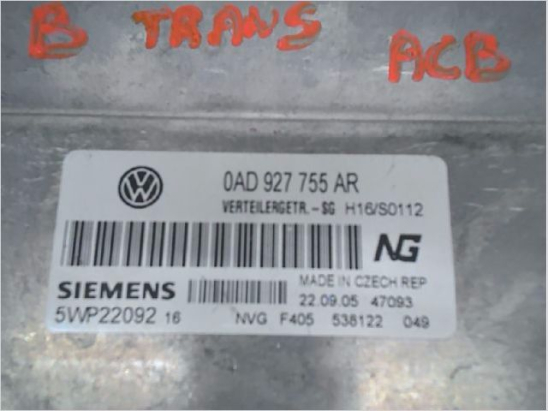 B TRANS ACB
VW 0AD 927 755 AR
VERTEILERGETR.-SG H16/S0112
NG
SIEMENS MADE IN CZECH REP
22.09.05 47093
5WP22092 16 NVG F405 538122 049